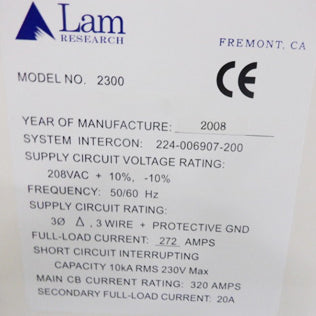 Lam
RESEARCH
FREMONT, CA
MODEL NO. 2300
CE
YEAR OF MANUFACTURE: 2008
SYSTEM INTERCON: 224-006907-200
SUPPLY CIRCUIT VOLTAGE RATING:
208VAC + 10%, -10%
FREQUENCY: 50/60 Hz
SUPPLY CIRCUIT RATING:
3Ø Δ, 3 WIRE + PROTECTIVE GND
FULL-LOAD CURRENT: 272 AMPS
SHORT CIRCUIT INTERRUPTING
CAPACITY 10kA RMS 230V Max
MAIN CB CURRENT RATING: 320 AMPS
SECONDARY FULL-LOAD CURRENT: 20A